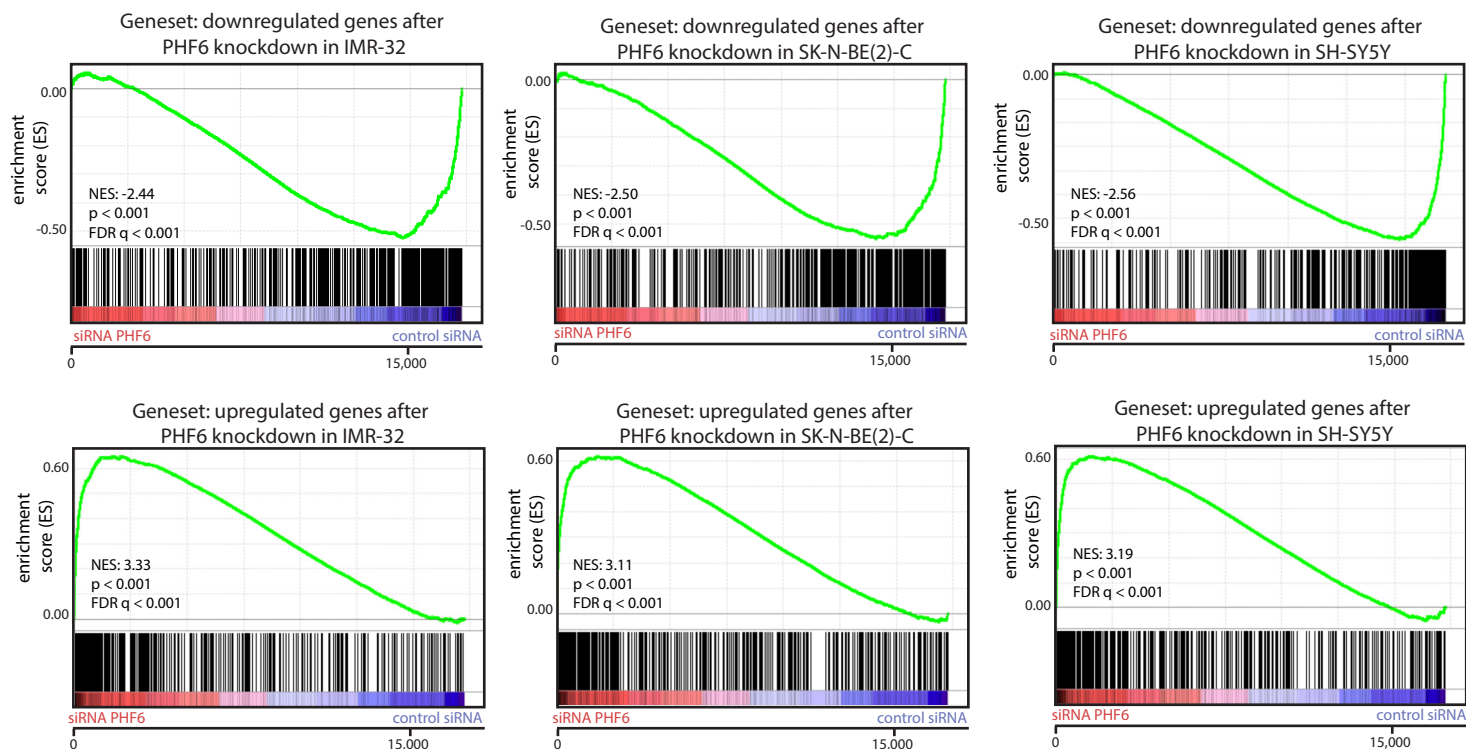 Geneset: downregulated genes after
PHF6 knockdown in IMR-32
enrichment
score (ES)
0.00
-0.50
NES: -2.44
p < 0.001
FDR q < 0.001
siRNA PHF6
control siRNA
0
15,000
Geneset: downregulated genes after
PHF6 knockdown in SK-N-BE(2)-C
enrichment
score (ES)
0.00
-0.50
NES: -2.50
p < 0.001
FDR q < 0.001
siRNA PHF6
control siRNA
0
15,000
Geneset: downregulated genes after
PHF6 knockdown in SH-SY5Y
enrichment
score (ES)
0.00
-0.50
NES: -2.56
p < 0.001
FDR q < 0.001
siRNA PHF6
control siRNA
0
15,000
Geneset: upregulated genes after
PHF6 knockdown in IMR-32
enrichment
score (ES)
0.60
0.00
NES: 3.33
p < 0.001
FDR q < 0.001
siRNA PHF6
control siRNA
0
15,000
Geneset: upregulated genes after
PHF6 knockdown in SK-N-BE(2)-C
enrichment
score (ES)
0.60
0.00
NES: 3.11
p < 0.001
FDR q < 0.001
siRNA PHF6
control siRNA
0
15,000
Geneset: upregulated genes after
PHF6 knockdown in SH-SY5Y
enrichment
score (ES)
0.60
0.00
NES: 3.19
p < 0.001
FDR q < 0.001
siRNA PHF6
control siRNA
0
15,000